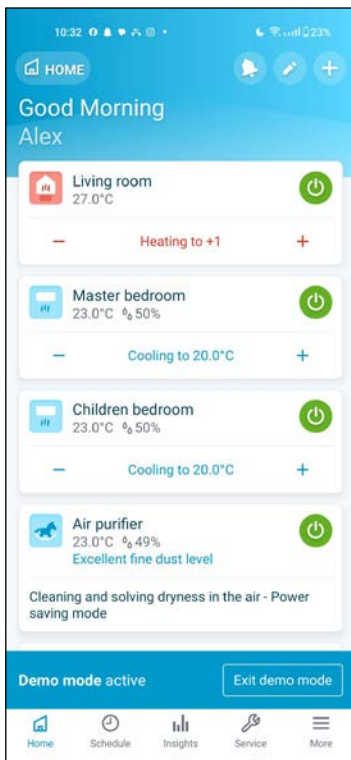 10:32
23%
HOME
Good Morning
Alex
Living room
27.0°C
− Heating to +1 +
Master bedroom
23.0°C 50%
− Cooling to 20.0°C +
Children bedroom
23.0°C 50%
− Cooling to 20.0°C +
Air purifier
23.0°C 49%
Excellent fine dust level
Cleaning and solving dryness in the air - Power
saving mode
Demo mode active
Exit demo mode
Home Schedule Insights Service More